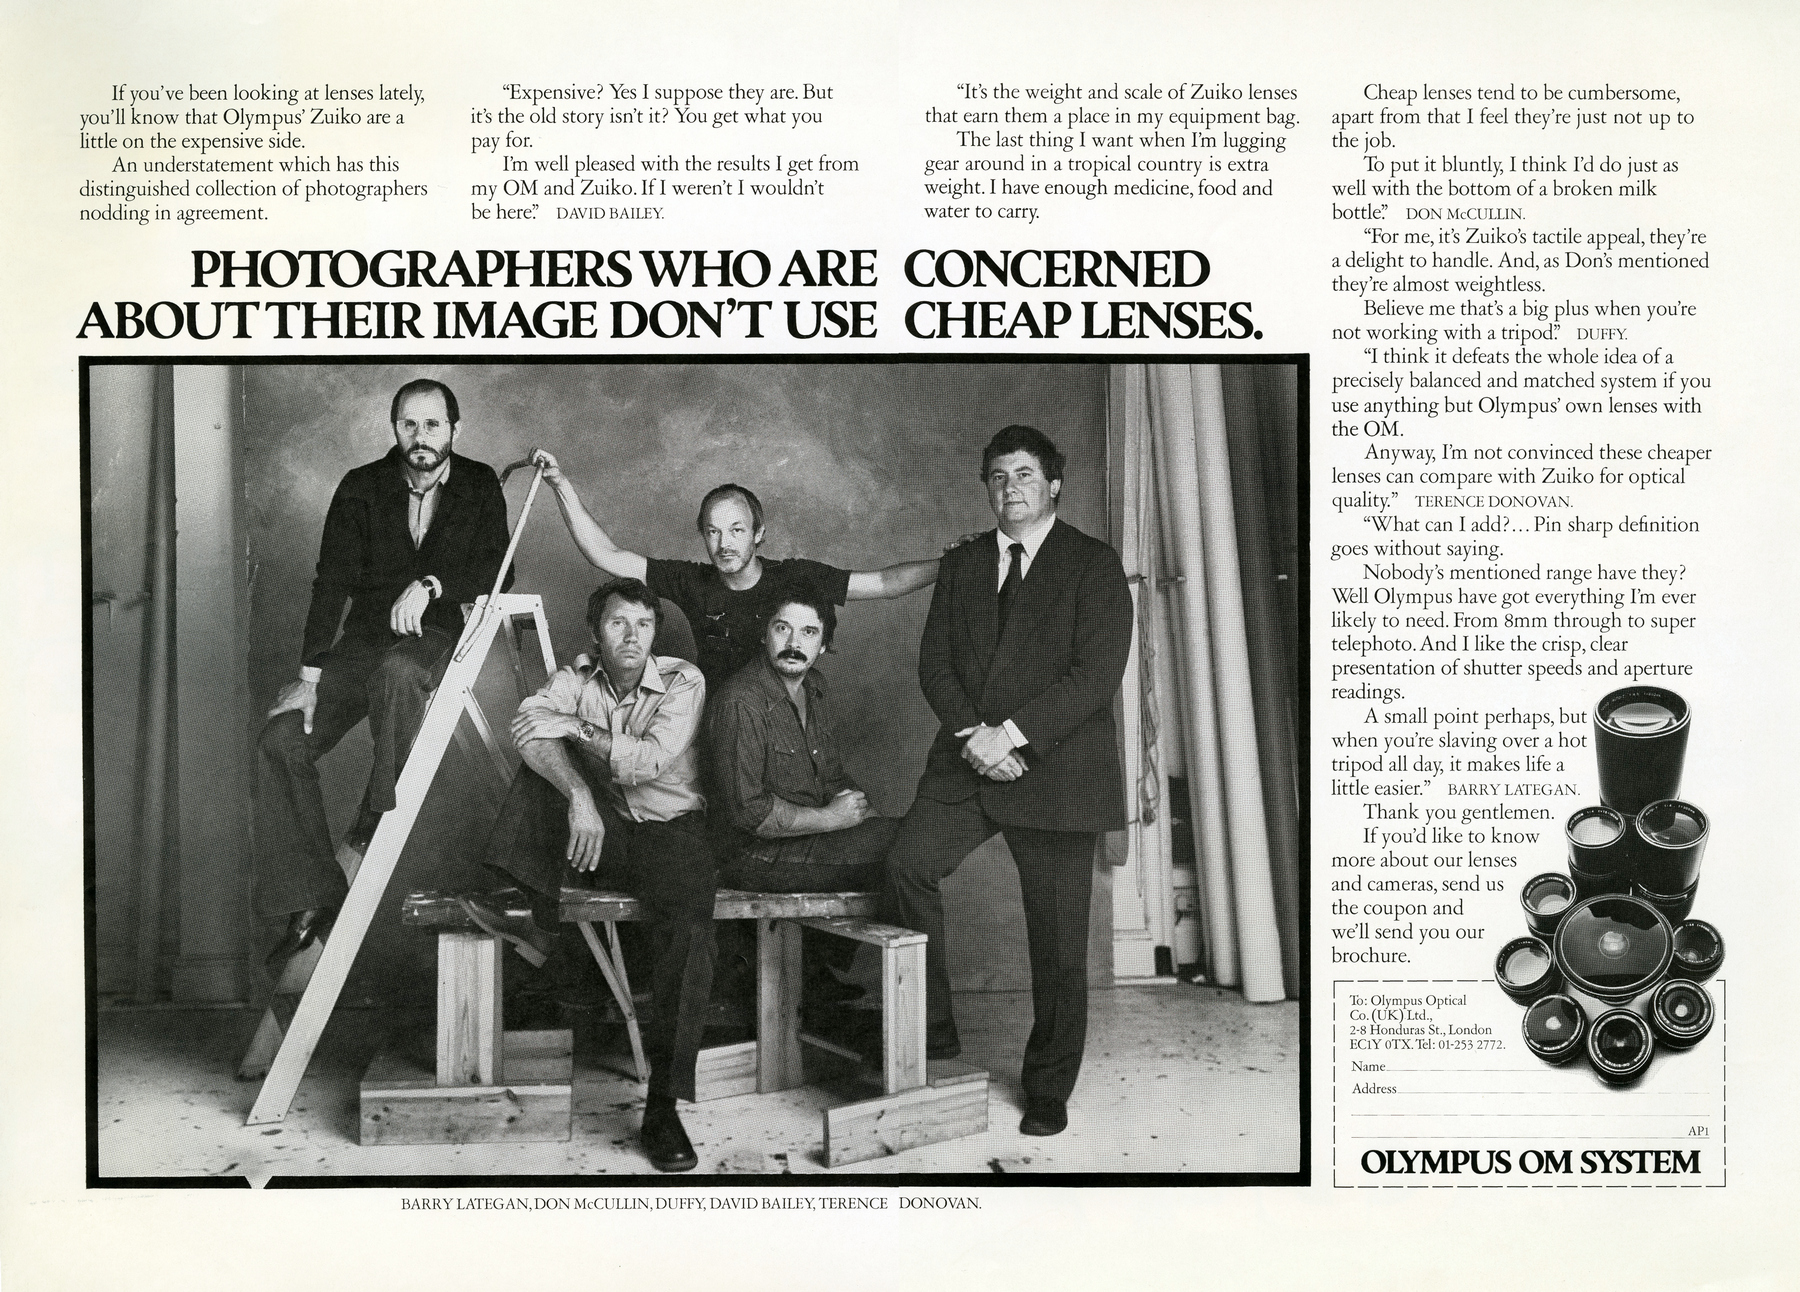 If you've been looking at lenses lately,
you'll know that Olympus' Zuiko are a
little on the expensive side.
An understatement which has this
distinguished collection of photographers
nodding in agreement.
"Expensive? Yes I suppose they are. But
it's the old story isn't it? You get what you
pay for.
I'm well pleased with the results I get from
my OM and Zuiko. If I weren't I wouldn't
be here." DAVID BAILEY.
"It's the weight and scale of Zuiko lenses
that earn them a place in my equipment bag.
The last thing I want when I'm lugging
gear around in a tropical country is extra
weight. I have enough medicine, food and
water to carry.
Cheap lenses tend to be cumbersome,
apart from that I feel they're just not up to
the job.
To put it bluntly, I think I'd do just as
well with the bottom of a broken milk
bottle." DON McCULLIN.
"For me, it's Zuiko's tactile appeal, they're
a delight to handle. And, as Don's mentioned
they're almost weightless.
Believe me that's a big plus when you're
not working with a tripod." DUFFY.
"I think it defeats the whole idea of a
precisely balanced and matched system if you
use anything but Olympus' own lenses with
the OM.
Anyway, I'm not convinced these cheaper
lenses can compare with Zuiko for optical
quality." TERENCE DONOVAN.
"What can I add?... Pin sharp definition
goes without saying.
Nobody's mentioned range have they?
Well Olympus have got everything I'm ever
likely to need. From 8mm through to super
telephoto. And I like the crisp, clear
presentation of shutter speeds and aperture
readings.
A small point perhaps, but
when you're slaving over a hot
tripod all day, it makes life a
little easier." BARRY LATEGAN.
Thank you gentlemen.
If you'd like to know
more about our lenses
and cameras, send us
the coupon and
we'll send you our
brochure.
PHOTOGRAPHERS WHO ARE CONCERNED
ABOUT THEIR IMAGE DON'T USE CHEAP LENSES.
BARRY LATEGAN, DON McCULLIN, DUFFY, DAVID BAILEY, TERENCE DONOVAN.
To: Olympus Optical
Co. (UK) Ltd.,
2-8 Honduras St., London
EC1Y 0TX. Tel: 01-253 2772.
Name
Address
AP1
OLYMPUS OM SYSTEM